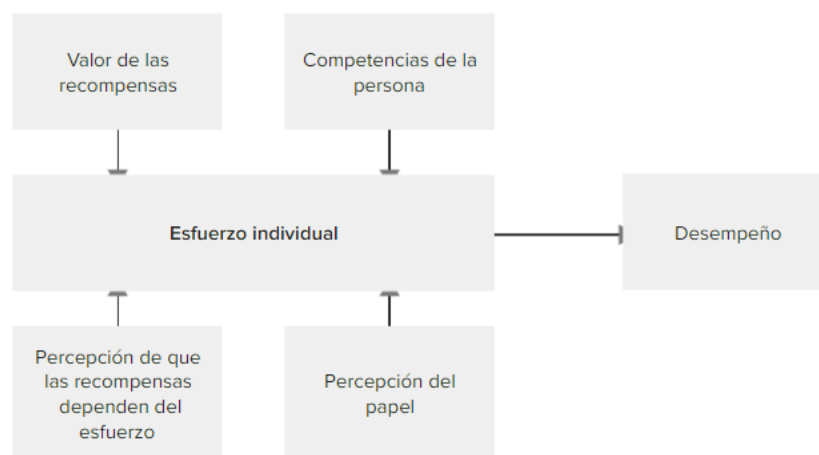 Valor de las
recompensas
Competencias de la
persona
Esfuerzo individual
Desempeño
Percepción de que
las recompensas
dependen del
esfuerzo
Percepción del
papel